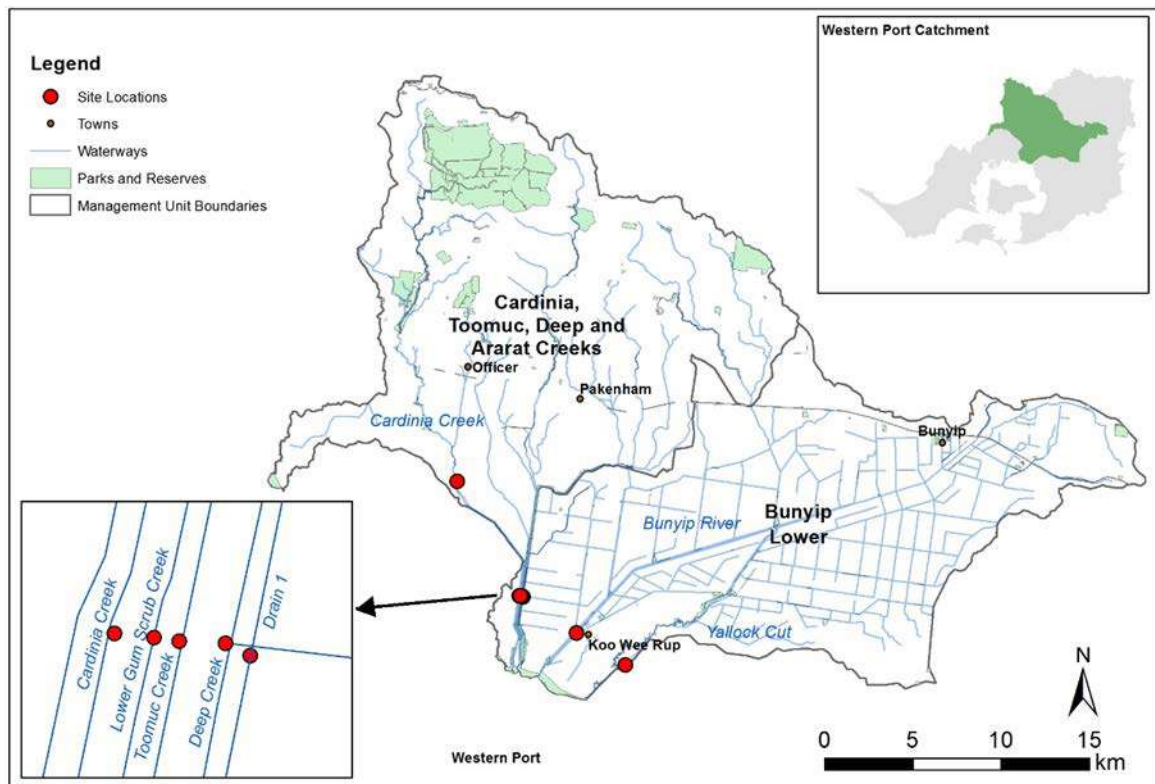 Legend
Site Locations
Towns
Waterways
Parks and Reserves
Management Unit Boundaries
Western Port Catchment
Cardinia,
Toomuc, Deep and
Ararat Creeks
Officer
Pakenham
Cardinia Creek
Bunyip
Bunyip River
Bunyip
Lower
Yallock Cut
Koo Wee Rup
Cardinia Creek
Lower Gum Scrub Creek
Toomuc Creek
Deep Creek
Drain 1
Western Port
N
0 5 10 15
km